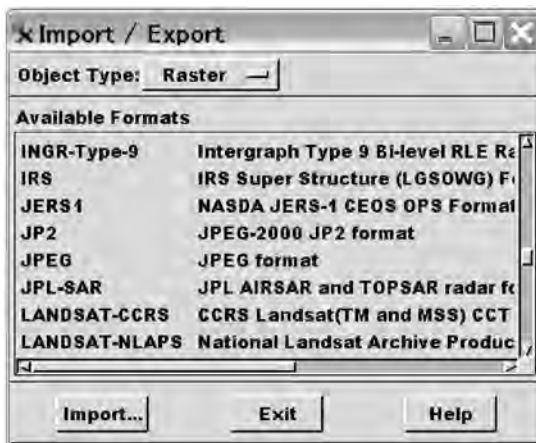 Import / Export
Object Type: Raster
Available Formats
INGR-Type-9 Intergraph Type 9 Bi-level RLE Ra
IRS IRS Super Structure (LGSOWG) F
JERS1 NASDA JERS-1 CEOS OPS Format
JP2 JPEG-2000 JP2 format
JPEG JPEG format
JPL-SAR JPL AIRSAR and TOPSAR radar fo
LANDSAT-CCRS CCRS Landsat(TM and MSS) CCT
LANDSAT-NLAPS National Landsat Archive Produc
Import... Exit Help